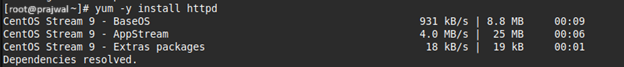 [root@prajwal ~]# yum -y install httpd
CentOS Stream 9 - BaseOS 931 kB/s | 8.8 MB 00:09
CentOS Stream 9 - AppStream 4.0 MB/s | 25 MB 00:06
CentOS Stream 9 - Extras packages 18 kB/s | 19 kB 00:01
Dependencies resolved.